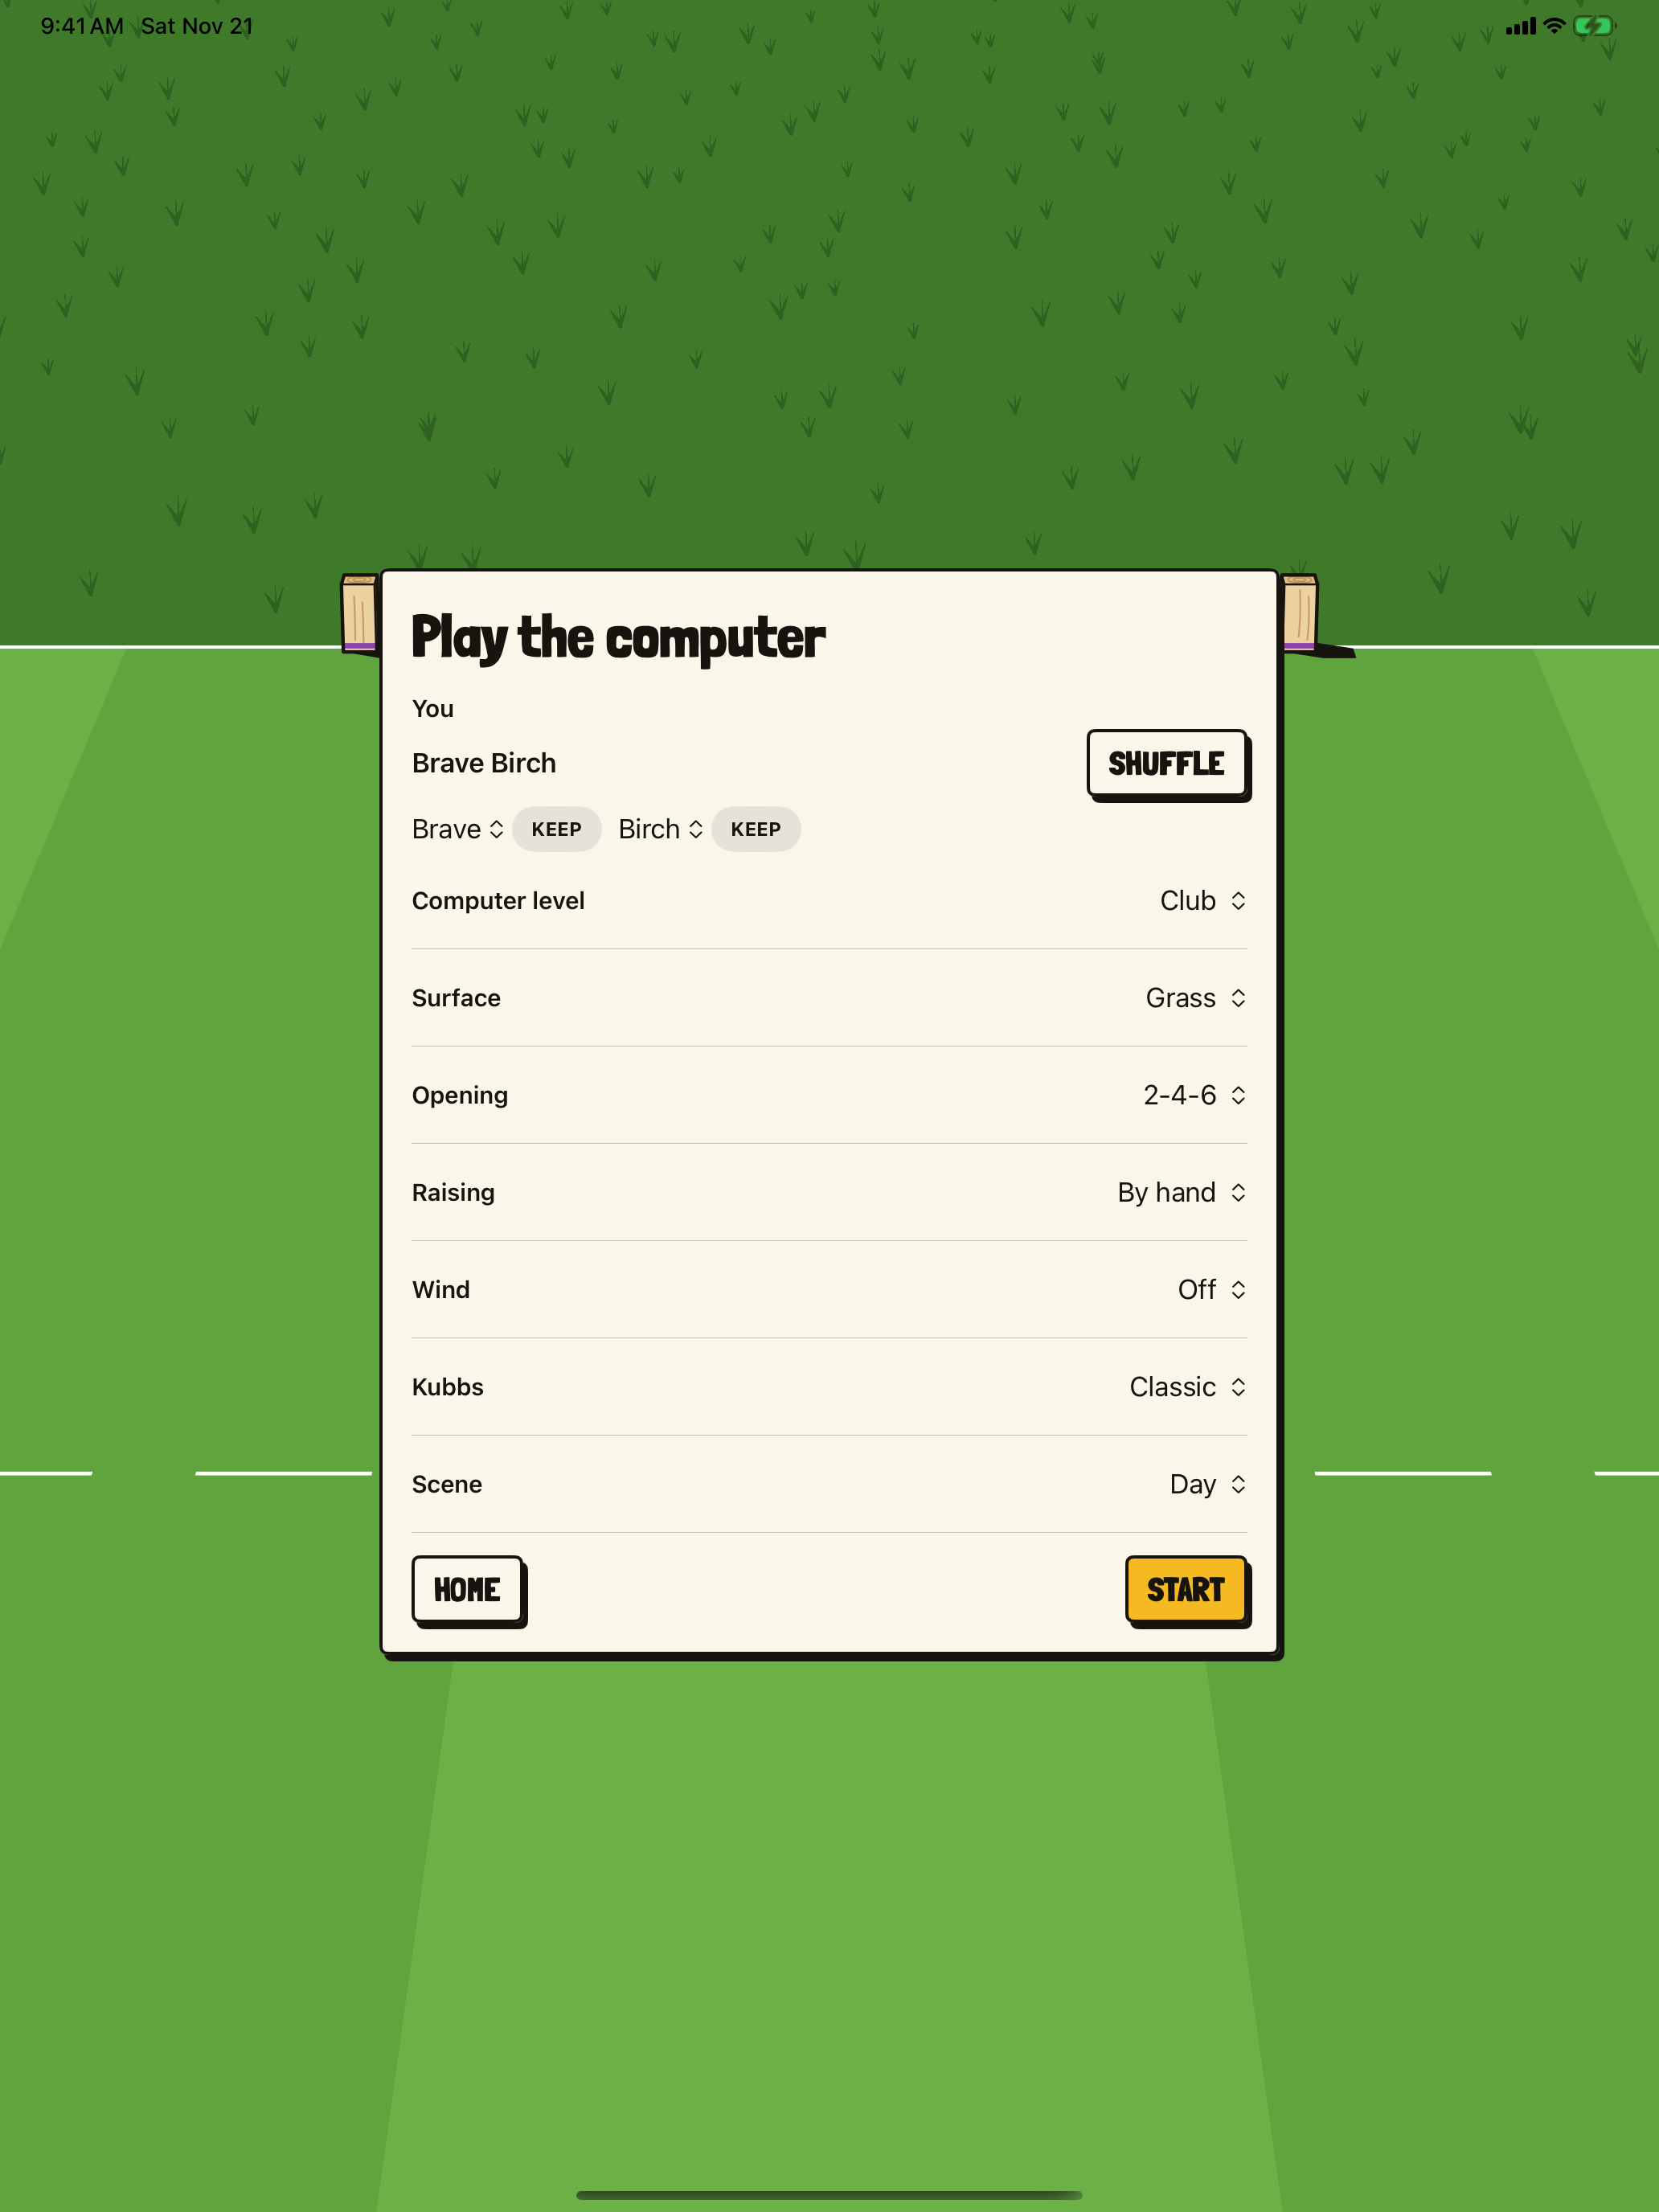 9:41 AM Sat Nov 21
Play the computer
You
Brave Birch
SHUFFLE
Brave KEEP Birch KEEP
Computer level Club
Surface Grass
Opening 2-4-6
Raising By hand
Wind Off
Kubbs Classic
Scene Day
HOME START